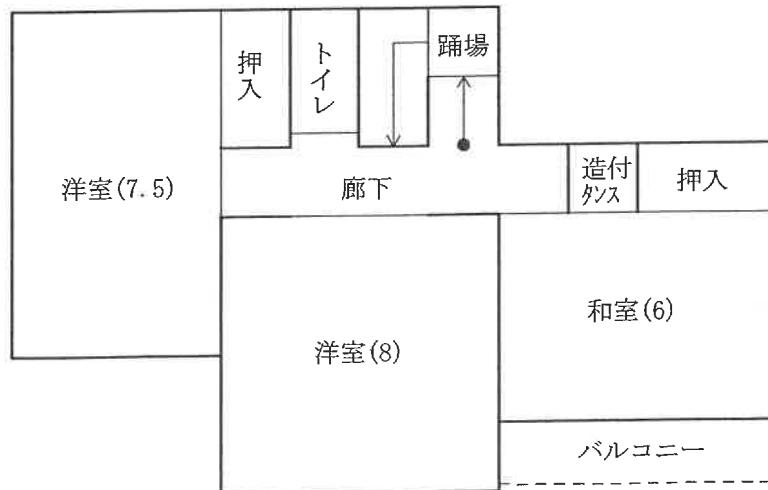 押入
トイレ
踊場
洋室(7.5)
廊下
造付
タンス
押入
和室(6)
洋室(8)
バルコニー